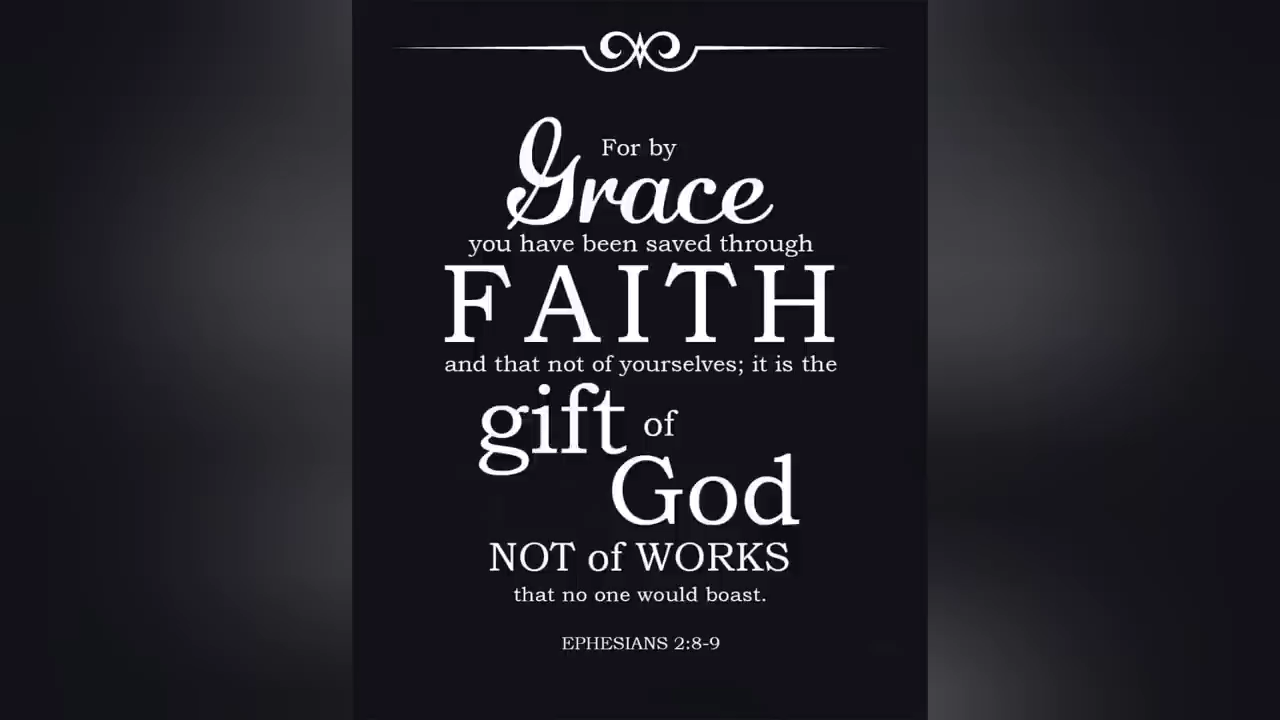 For by
Grace
you have been saved through
FAITH
and that not of yourselves; it is the
gift of
God
NOT of WORKS
that no one would boast.
EPHESIANS 2:8-9